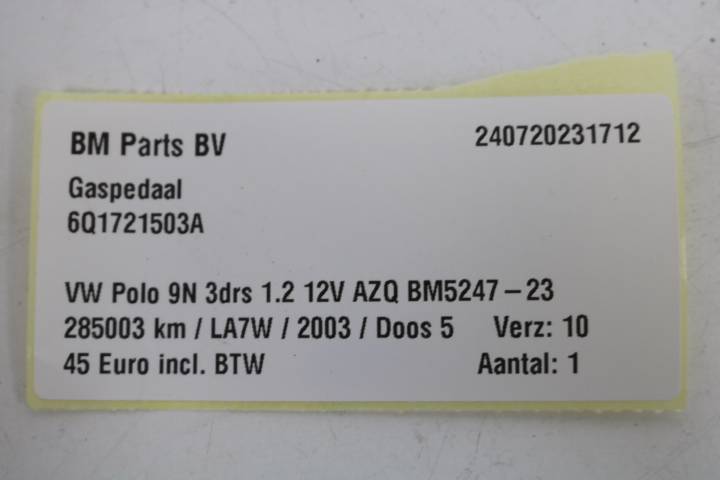 BM Parts BV 240720231712
Gaspedaal
6Q1721503A
VW Polo 9N 3drs 1.2 12V AZQ BM5247-23
285003 km / LA7W / 2003 / Doos 5 Verz: 10
45 Euro incl. BTW Aantal: 1